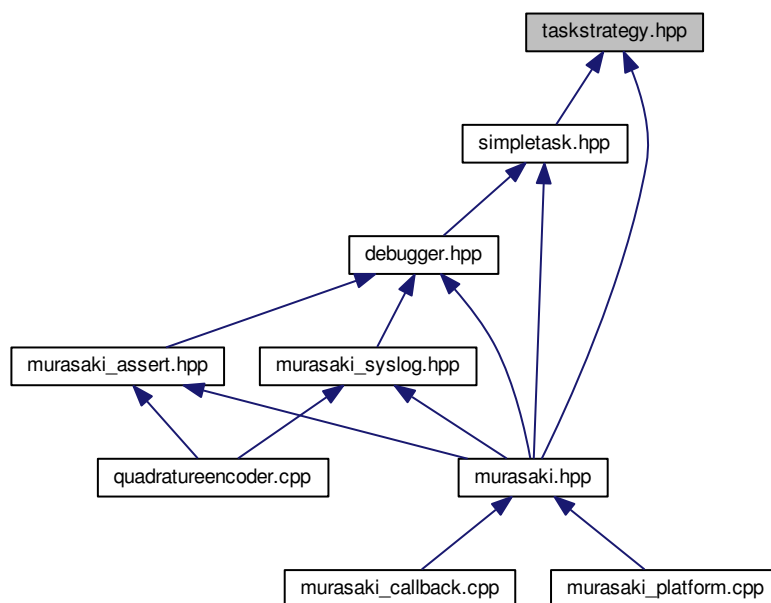 taskstrategy.hpp
simpletask.hpp
debugger.hpp
murasaki_assert.hpp
murasaki_syslog.hpp
quadratureencoder.cpp
murasaki.hpp
murasaki_callback.cpp
murasaki_platform.cpp